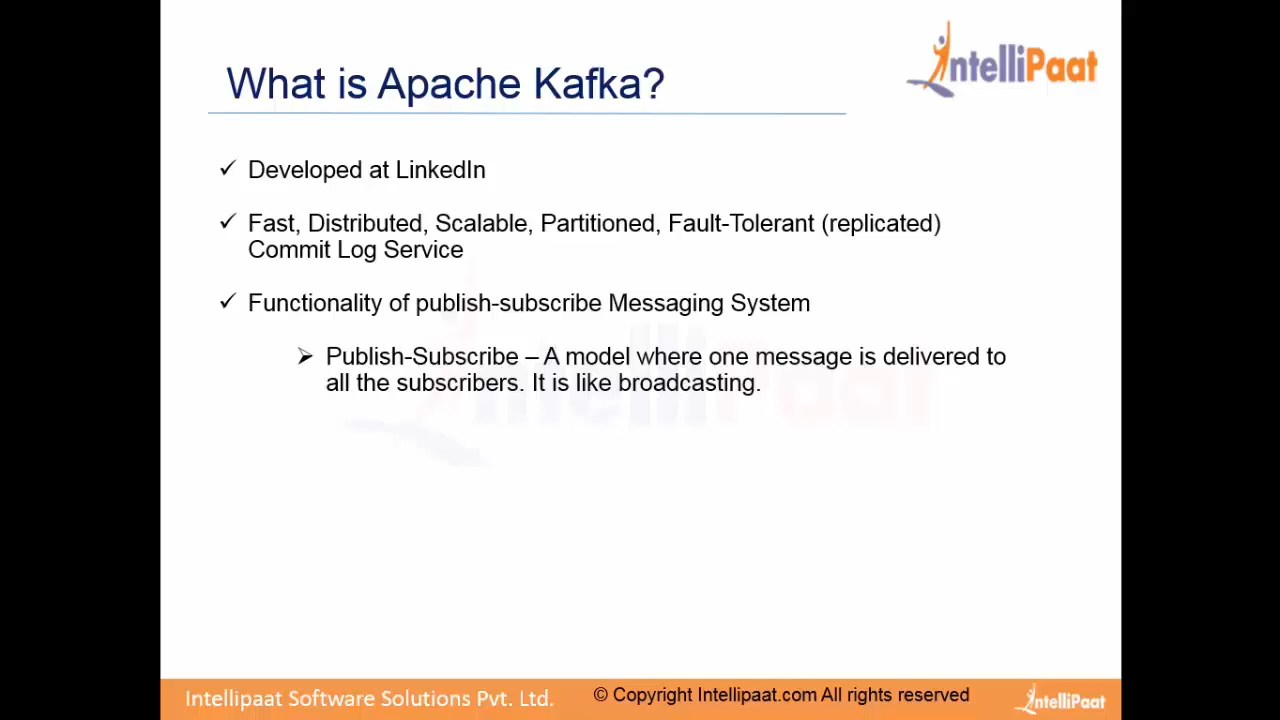 IntelliPaat
What is Apache Kafka?
✓ Developed at LinkedIn
✓ Fast, Distributed, Scalable, Partitioned, Fault-Tolerant (replicated)
Commit Log Service
✓ Functionality of publish-subscribe Messaging System
➢ Publish-Subscribe – A model where one message is delivered to
all the subscribers. It is like broadcasting.
IntelliPaat
Intellipaat Software Solutions Pvt. Ltd.
© Copyright Intellipaat.com All rights reserved
IntelliPaat